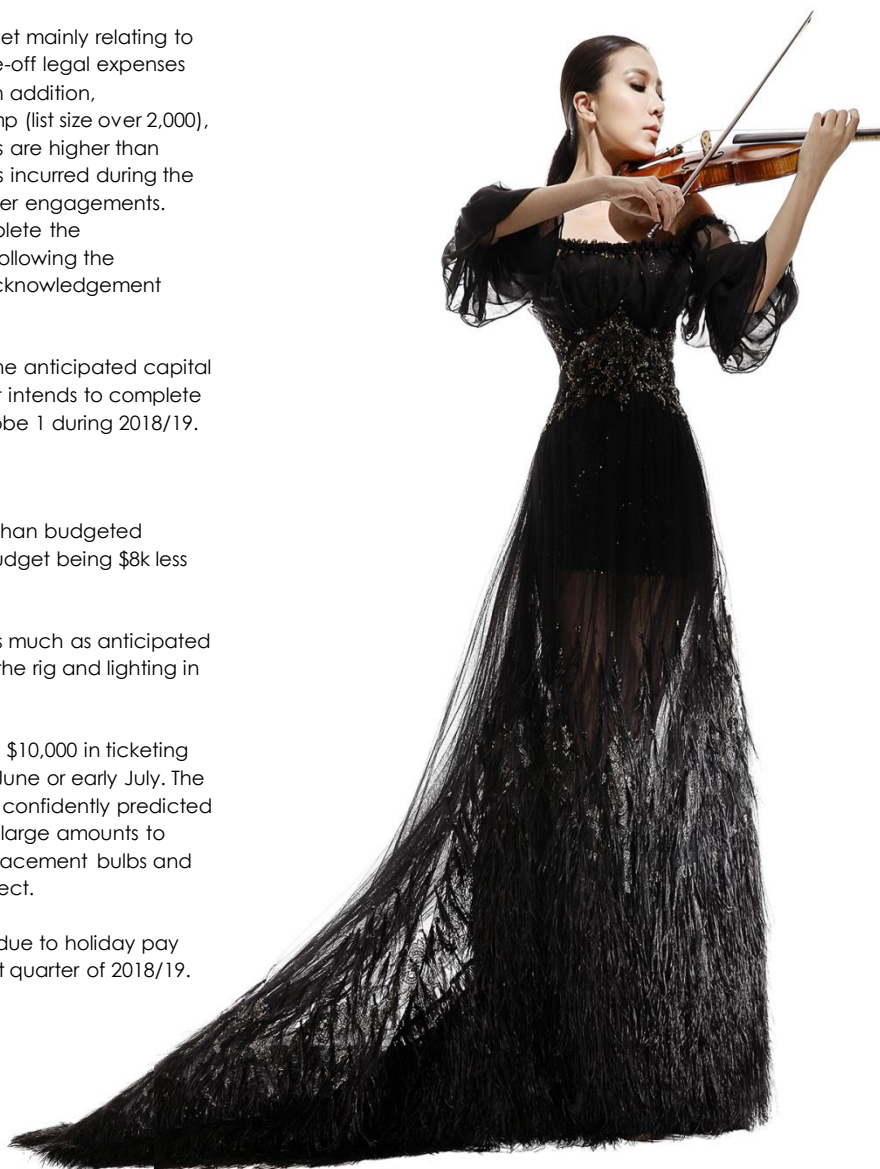 et mainly relating to
-off legal expenses
addition,
(list size over 2,000),
are higher than
incurred during the
er engagements.
plete the
ollowing the
cknowledgement
he anticipated capital
intends to complete
obe 1 during 2018/19.
han budgeted
udget being $8k less
s much as anticipated
the rig and lighting in
$10,000 in ticketing
June or early July. The
confidently predicted
large amounts to
acement bulbs and
ect.
due to holiday pay
t quarter of 2018/19.